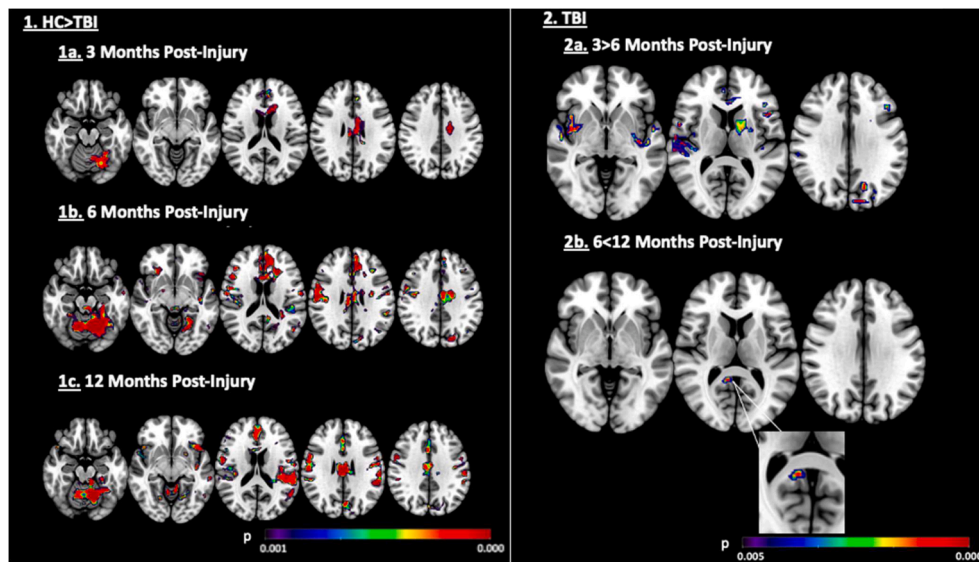 1. HC>TBI
1a. 3 Months Post-Injury
1b. 6 Months Post-Injury
1c. 12 Months Post-Injury
p
0.001
0.000
2. TBI
2a. 3>6 Months Post-Injury
2b. 6<12 Months Post-Injury
p
0.005